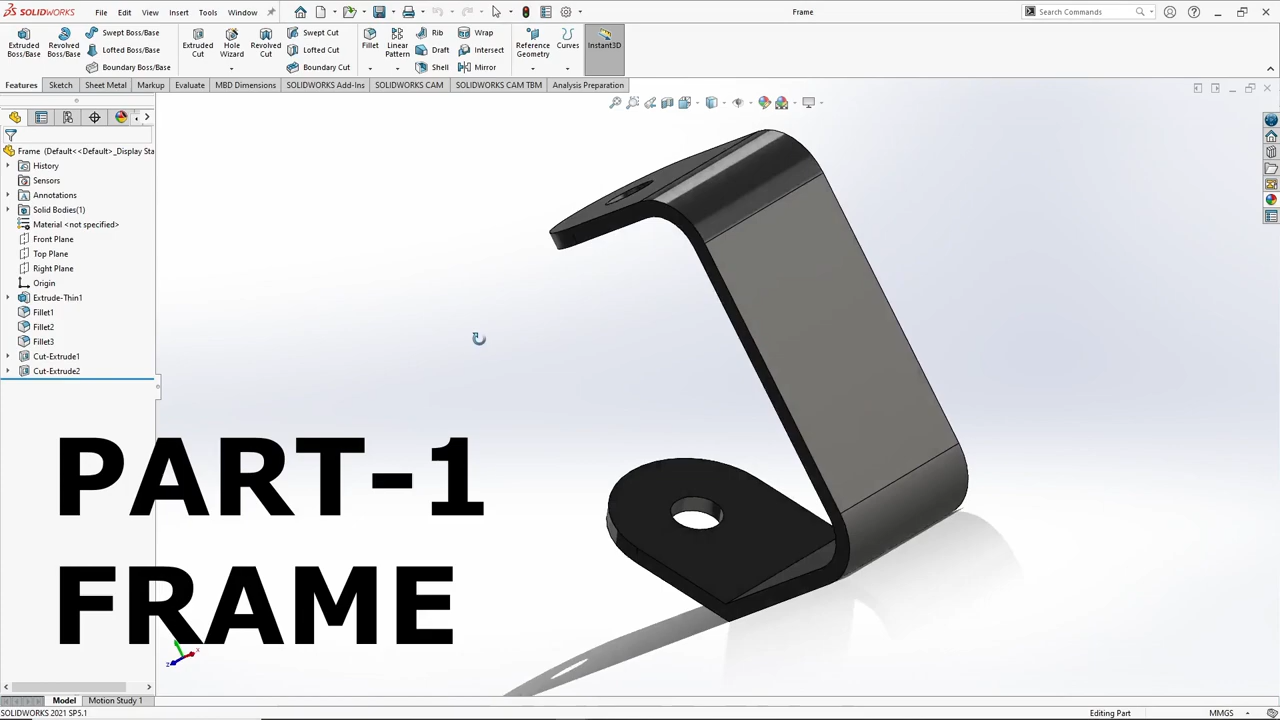 SOLIDWORKS File Edit View Insert Tools Window Frame Search Commands
Extruded Boss/Base
Revolved Boss/Base
Swept Boss/Base
Lofted Boss/Base
Boundary Boss/Base
Extruded Cut
Hole Wizard
Revolved Cut
Swept Cut
Lofted Cut
Boundary Cut
Fillet
Linear Pattern
Rib
Draft
Shell
Wrap
Intersect
Mirror
Reference Geometry
Curves
Instant3D
Features Sketch Sheet Metal Markup Evaluate MBD Dimensions SOLIDWORKS Add-Ins SOLIDWORKS CAM SOLIDWORKS CAM TBM Analysis Preparation
Frame (Default<<Default>_Display Sta
History
Sensors
Annotations
Solid Bodies(1)
Material <not specified>
Front Plane
Top Plane
Right Plane
Origin
Extrude-Thin1
Fillet1
Fillet2
Fillet3
Cut-Extrude1
Cut-Extrude2
PART-1
FRAME
x
z
Model Motion Study 1
SOLIDWORKS 2021 SP5.1 Editing Part MMGS